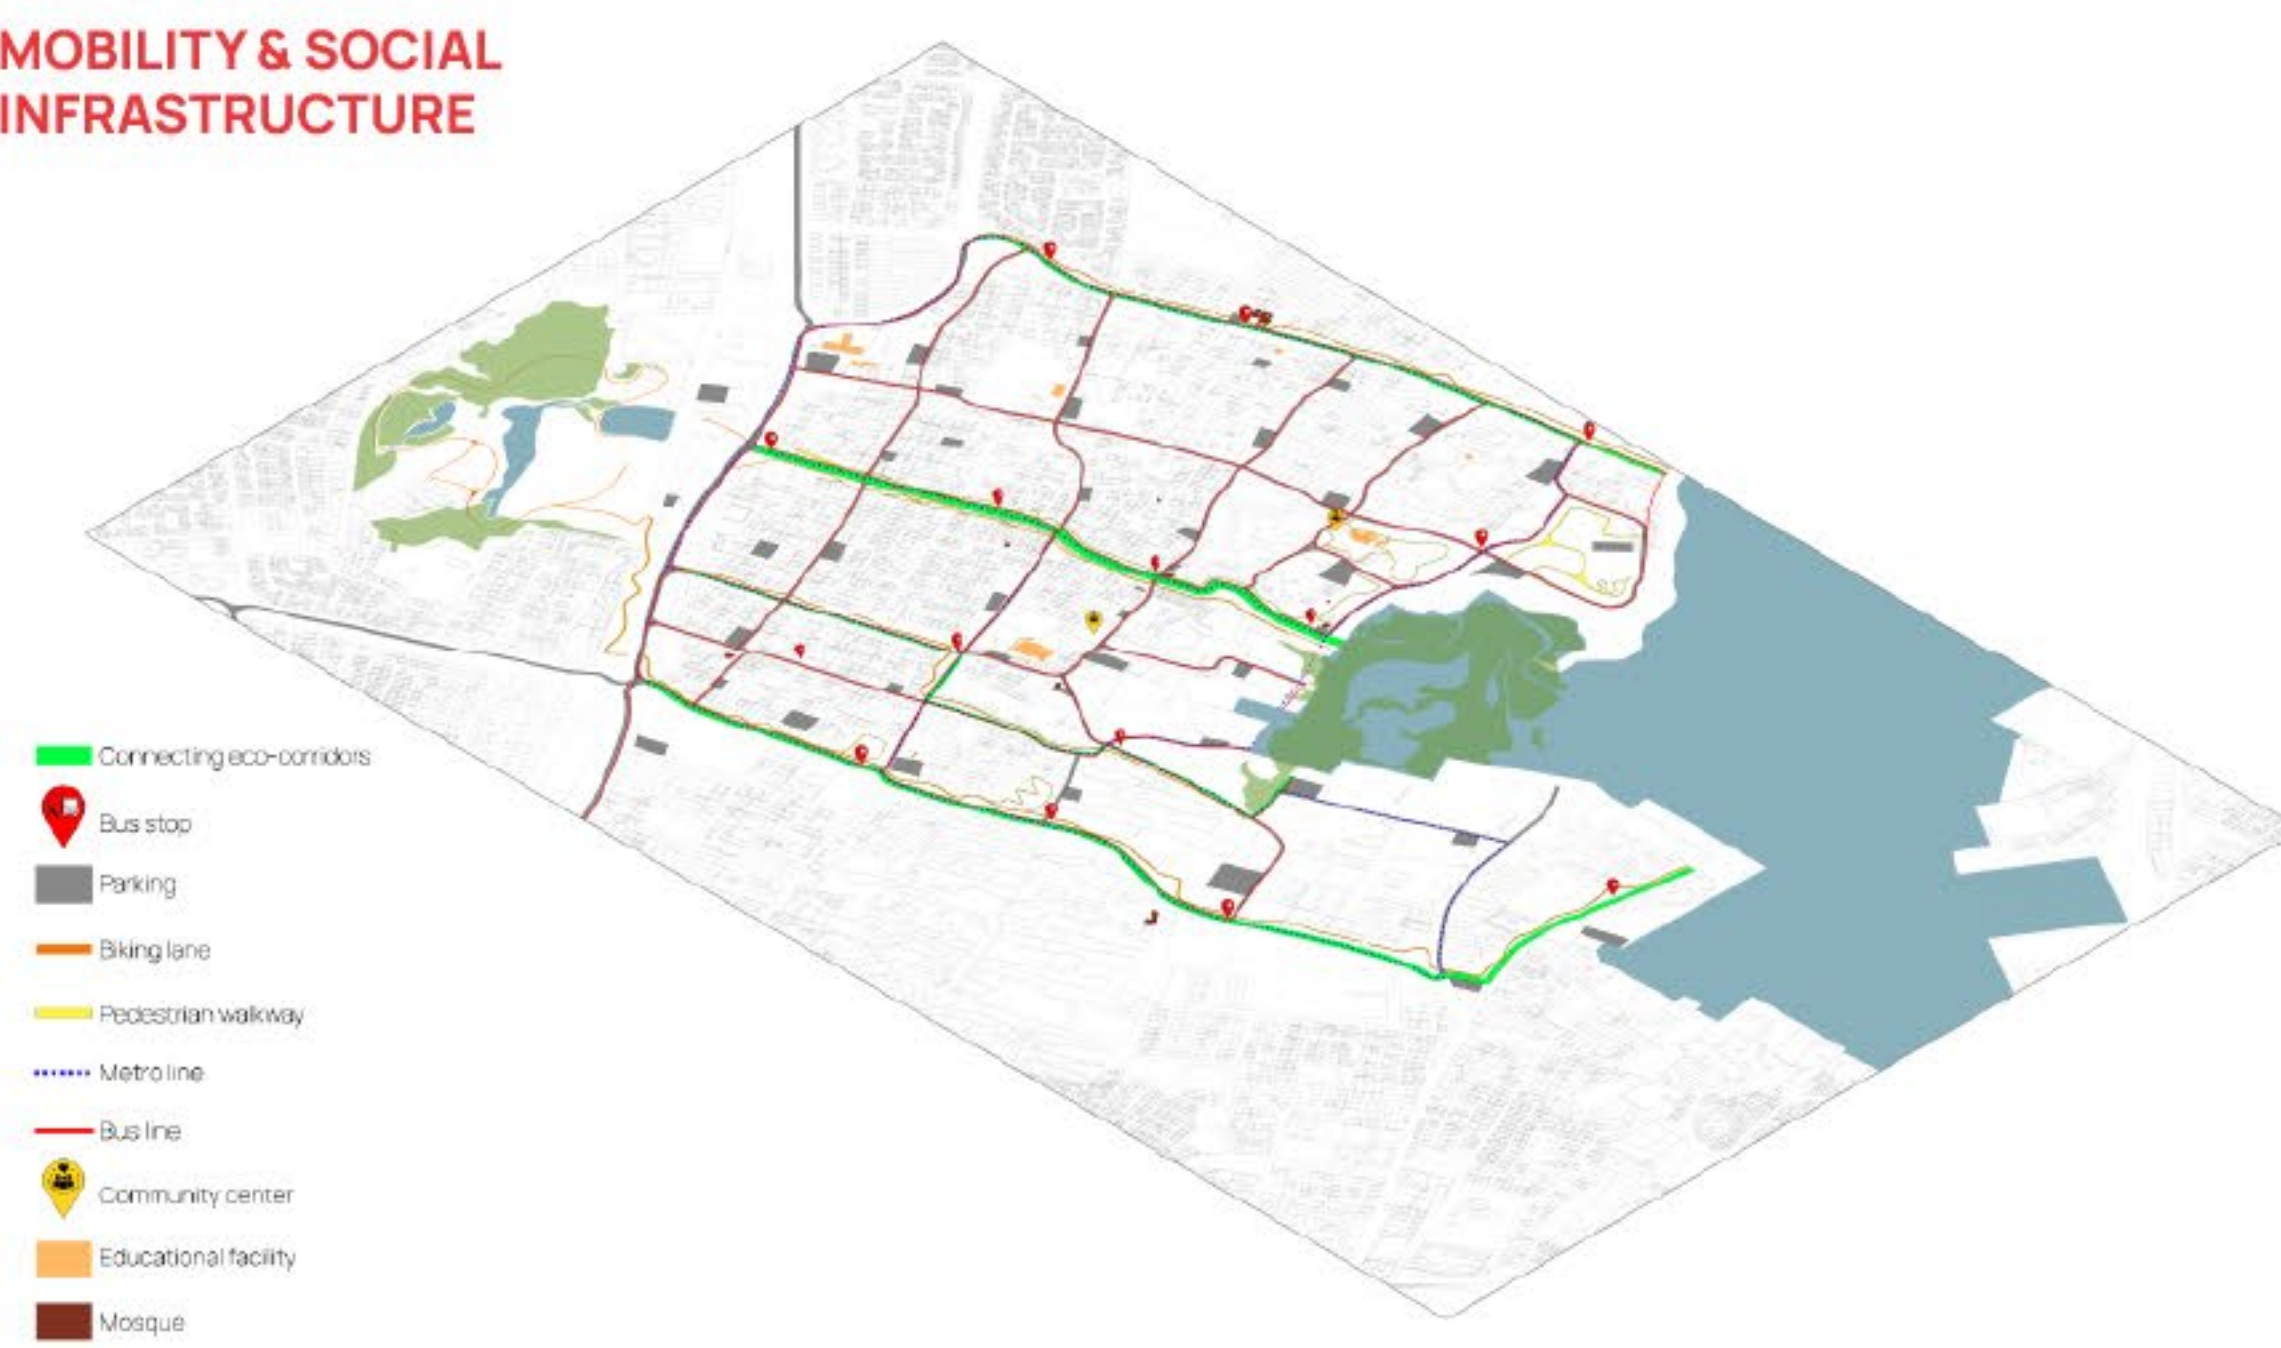 MOBILITY & SOCIAL
INFRASTRUCTURE
Connecting eco-corridors
Bus stop
Parking
Biking lane
Pedestrian walkway
Metro line
Bus line
Community center
Educational facility
Mosque